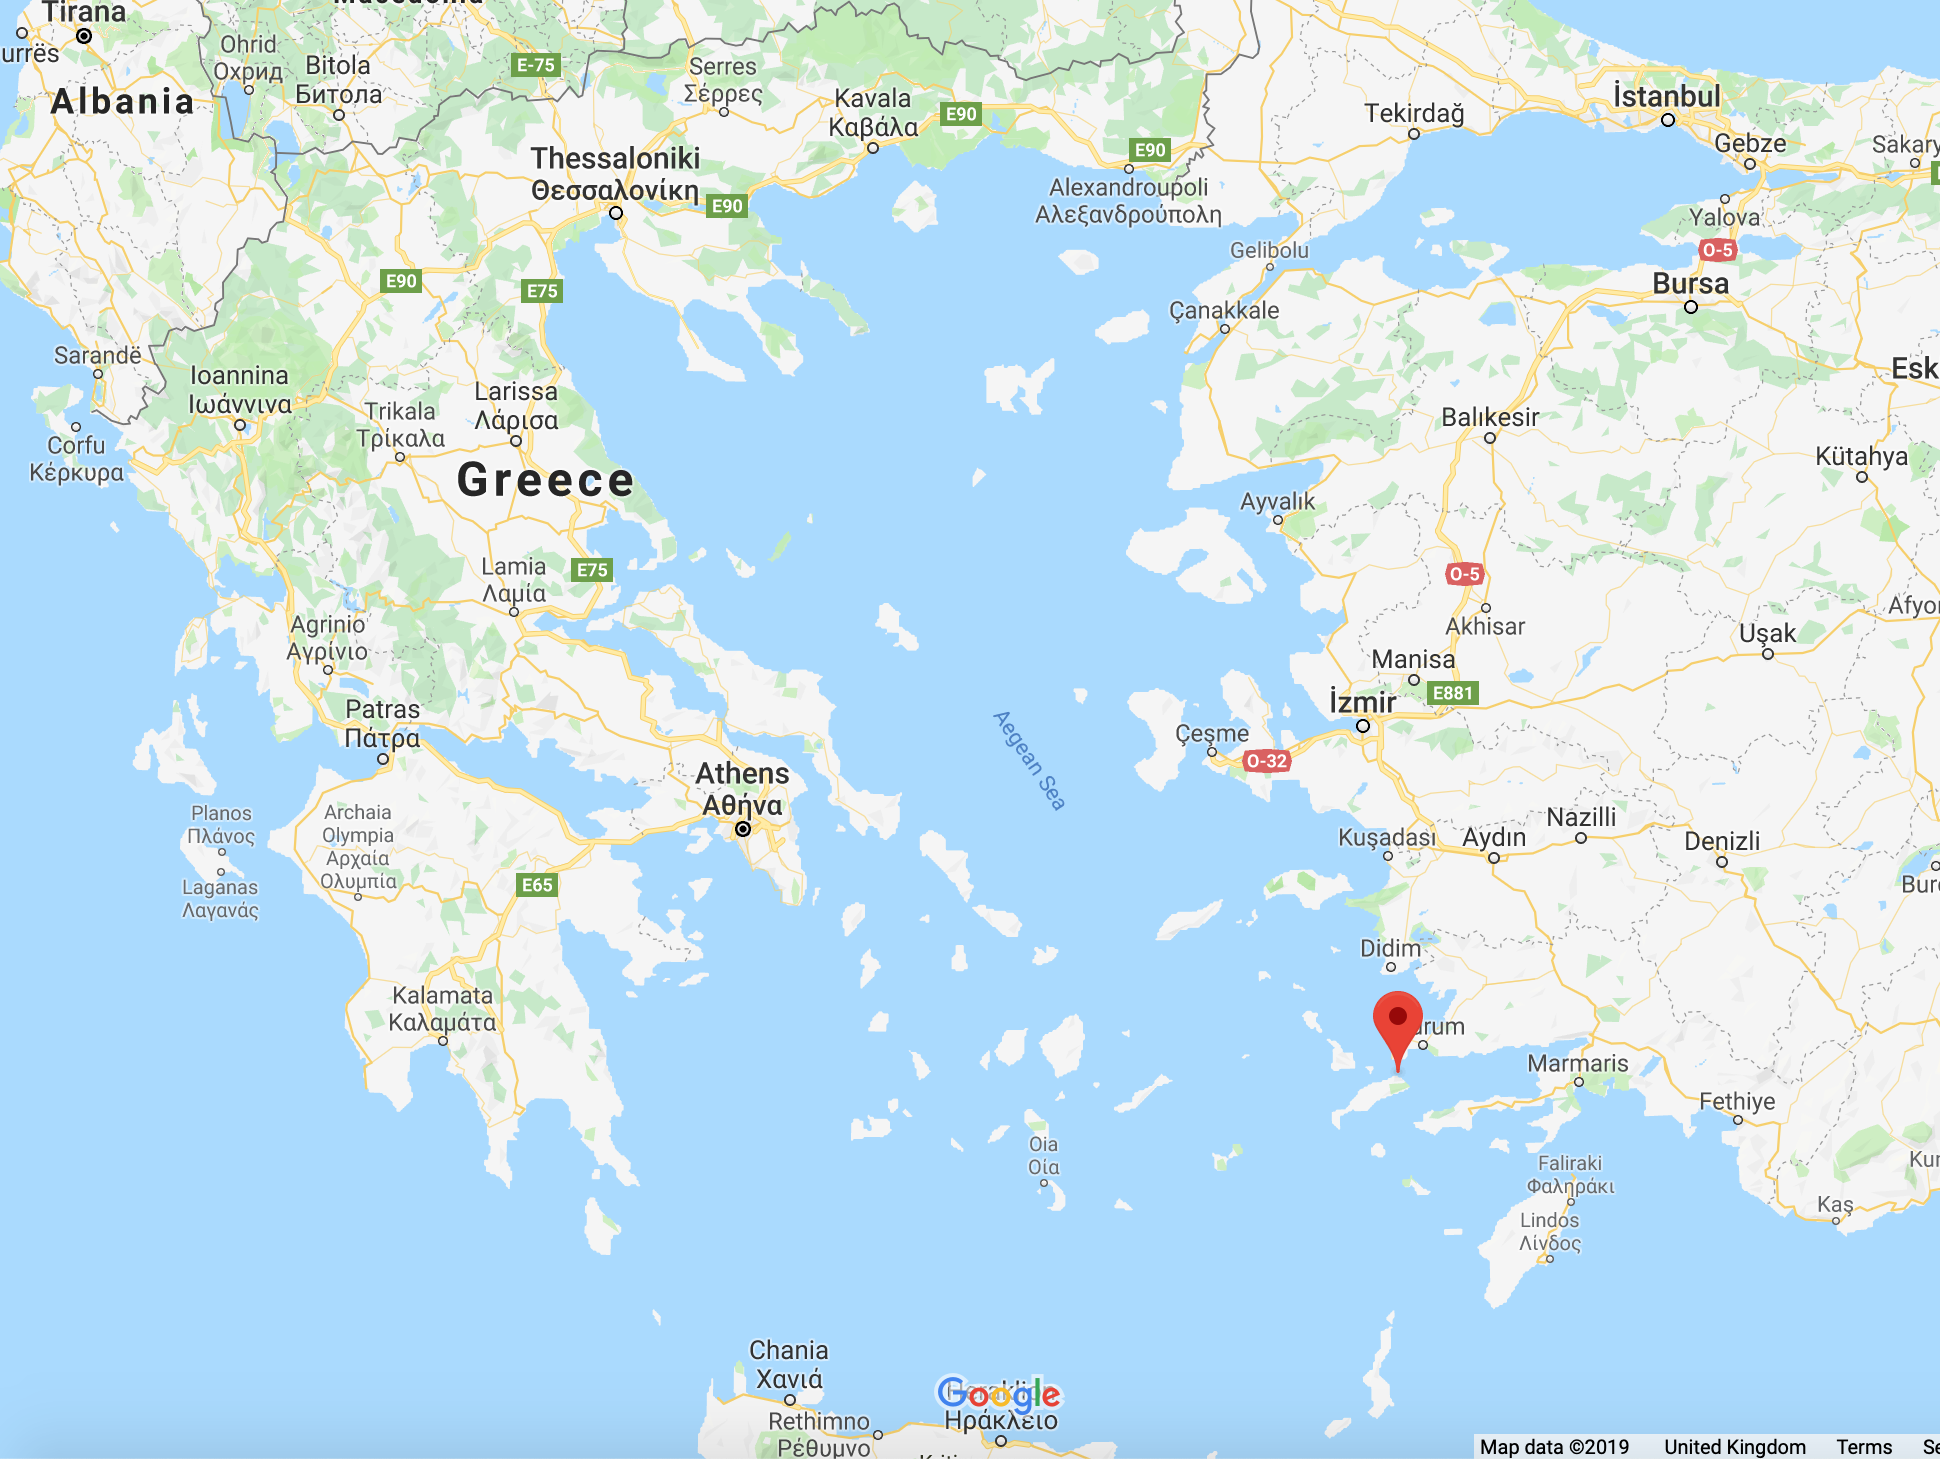 Tirana
urrës
Albania
Ohrid
Охрид
Bitola
Битола
E-75
Serres
Σέρρες
Kavala
Καβάλα
E90
Thessaloniki
Θεσσαλονίκη
E90
E90
Alexandroupoli
Αλεξανδρούπολη
Tekirdağ
İstanbul
Gebze
Sakary
Yalova
O-5
Bursa
Gelibolu
Çanakkale
E90
E75
Sarandë
Ioannina
Ιωάννινα
Trikala
Τρίκαλα
Larissa
Λάρισα
Corfu
Κέρκυρα
Greece
Esk
Balıkesir
Kütahya
Ayvalık
Lamia
Λαμία
E75
O-5
Akhisar
Afyo
Uşak
Agrinio
Αγρίνιο
Manisa
E881
İzmir
Patras
Πάτρα
Çeşme
O-32
Aegean Sea
Athens
Αθήνα
Planos
Πλάνος
Laganas
Λαγανάς
Archaia
Olympia
Αρχαία
Ολυμπία
E65
Kuşadası
Aydın
Nazilli
Denizli
Bur
Didim
Kalamata
Καλαμάτα
drum
Marmaris
Fethiye
Oia
Οία
Faliraki
Φαληράκι
Lindos
Λίνδος
Kaş
Kur
Chania
Χανιά
Rethimno
Ρέθυμνο
Google
Ηράκλειο
Map data ©2019
United Kingdom
Terms
Se